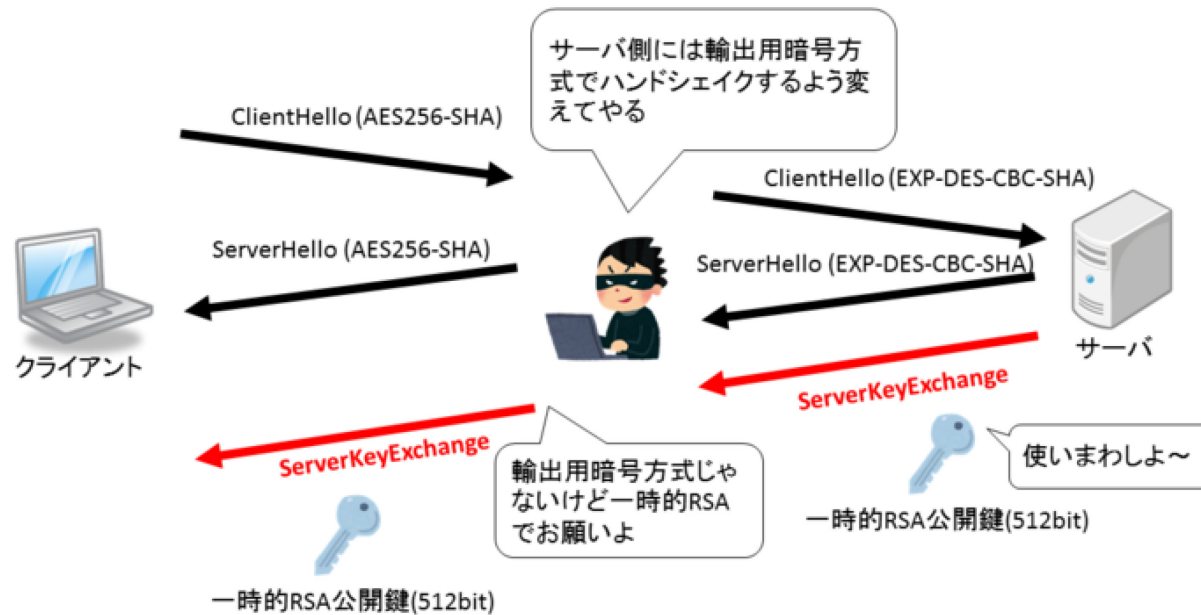 サーバ側には輸出用暗号方
式でハンドシェイクするよう変
えてやる
ClientHello (AES256-SHA)
ClientHello (EXP-DES-CBC-SHA)
ServerHello (AES256-SHA)
ServerHello (EXP-DES-CBC-SHA)
クライアント
サーバ
ServerKeyExchange
ServerKeyExchange
輸出用暗号方式じゃ
ないけど一時的RSA
でお願いよ
使いまわしよ～
一時的RSA公開鍵(512bit)
一時的RSA公開鍵(512bit)